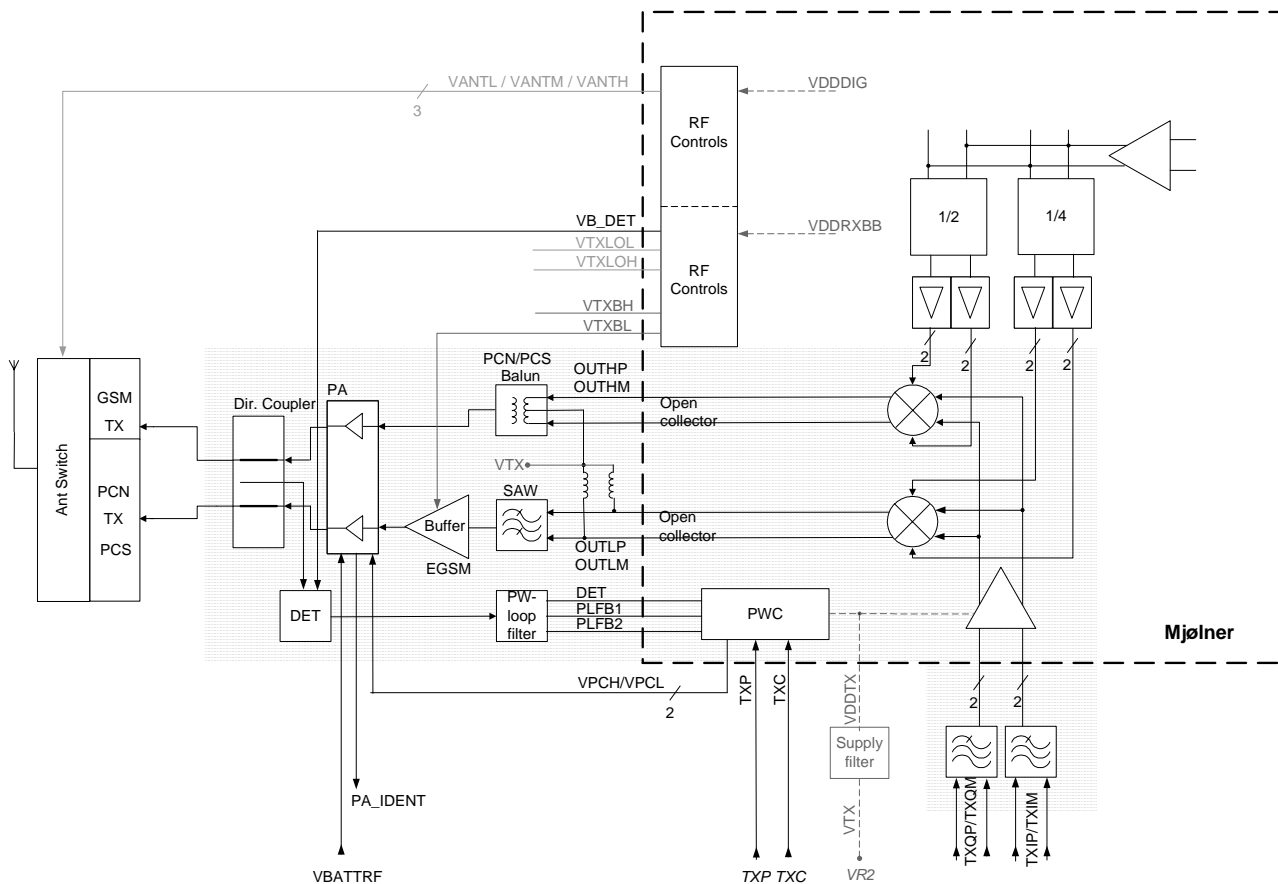 VANTL / VANTM / VANTH
3
RF
Controls
VDDDIG
1/2
1/4
VB_DET
VTXLOL
VTXLOH
VTXBH
VTXBL
RF
Controls
VDDRXBB
2
2
2
2
PCN/PCS
Balun
OUTHP
OUTHM
Open
collector
PA
Dir. Coupler
GSM
TX
PCN
TX
PCS
Ant Switch
VTX
SAW
Buffer
EGSM
OUTLP
OUTLM
Open
collector
DET
PW-
loop
filter
DET
PLFB1
PLFB2
PWC
Mjølner
VPCH/VPCL
2
TXP
TXC
VDDTX
2
2
Supply
filter
VTX
PA_IDENT
TXQP/TXQM
TXIP/TXIM
VBATTRF
TXP
TXC
VR2